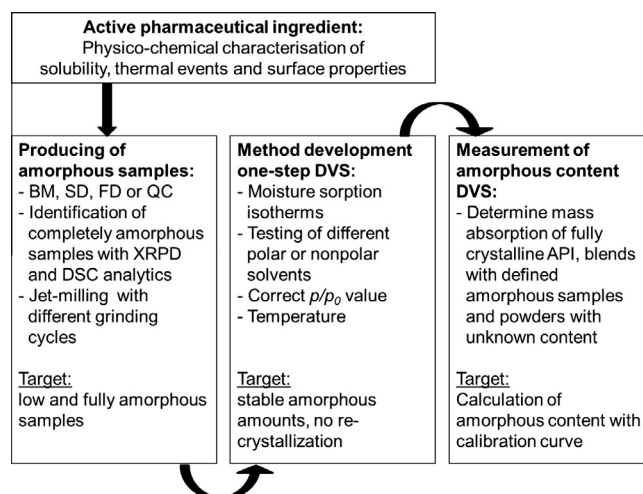 Active pharmaceutical ingredient:
Physico-chemical characterisation of
solubility, thermal events and surface properties
Producing of
amorphous samples:
- BM, SD, FD or QC
- Identification of
completely amorphous
samples with XRPD
and DSC analytics
- Jet-milling with
different grinding
cycles
Target:
low and fully amorphous
samples
Method development
one-step DVS:
- Moisture sorption
isotherms
- Testing of different
polar or nonpolar
solvents
- Correct p/p₀ value
- Temperature
Target:
stable amorphous
amounts, no re-
crystallization
Measurement of
amorphous content
DVS:
- Determine mass
absorption of fully
crystalline API, blends
with defined
amorphous samples
and powders with
unknown content
Target:
Calculation of
amorphous content with
calibration curve